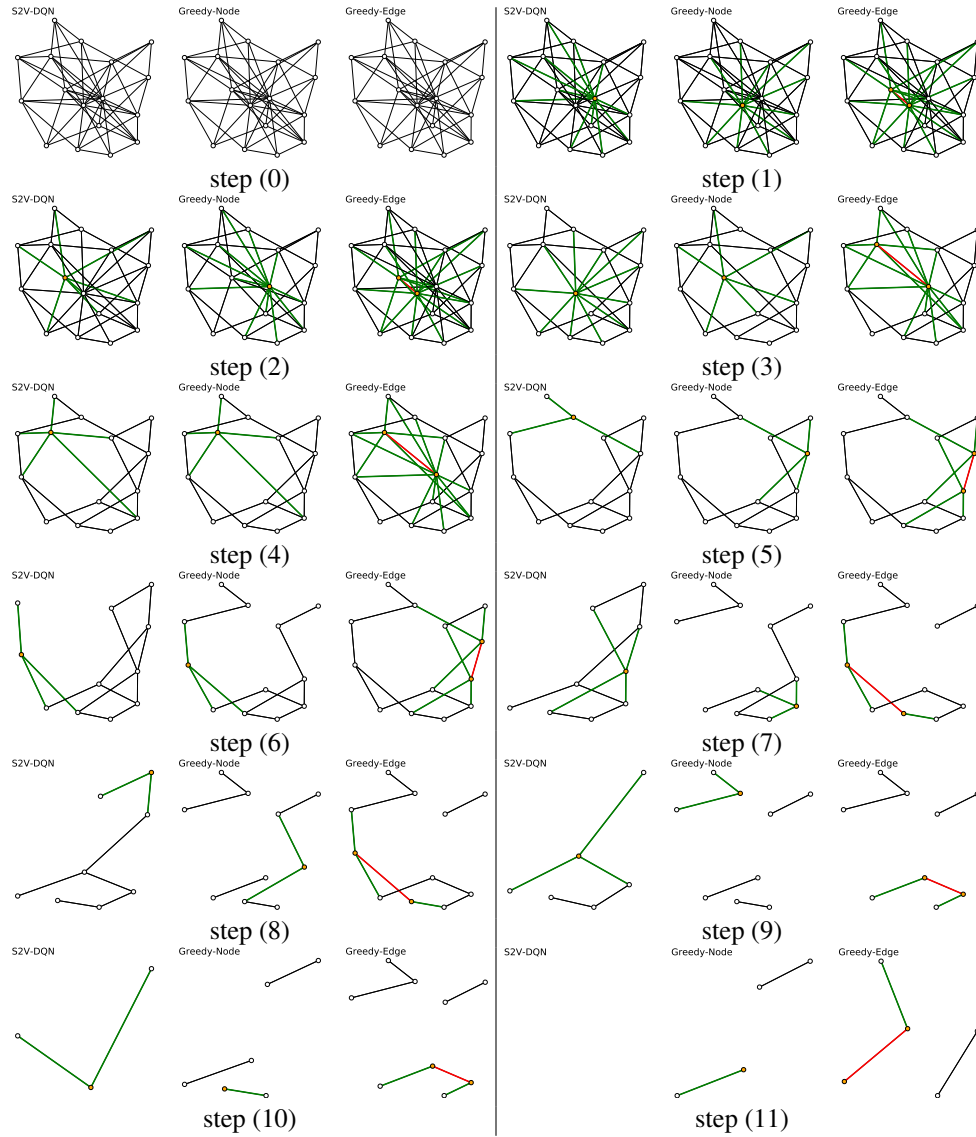 S2V-DQN Greedy-Node Greedy-Edge
step (0)
S2V-DQN Greedy-Node Greedy-Edge
step (1)
S2V-DQN Greedy-Node Greedy-Edge
step (2)
S2V-DQN Greedy-Node Greedy-Edge
step (3)
S2V-DQN Greedy-Node Greedy-Edge
step (4)
S2V-DQN Greedy-Node Greedy-Edge
step (5)
S2V-DQN Greedy-Node Greedy-Edge
step (6)
S2V-DQN Greedy-Node Greedy-Edge
step (7)
S2V-DQN Greedy-Node Greedy-Edge
step (8)
S2V-DQN Greedy-Node Greedy-Edge
step (9)
S2V-DQN Greedy-Node Greedy-Edge
step (10)
S2V-DQN Greedy-Node Greedy-Edge
step (11)